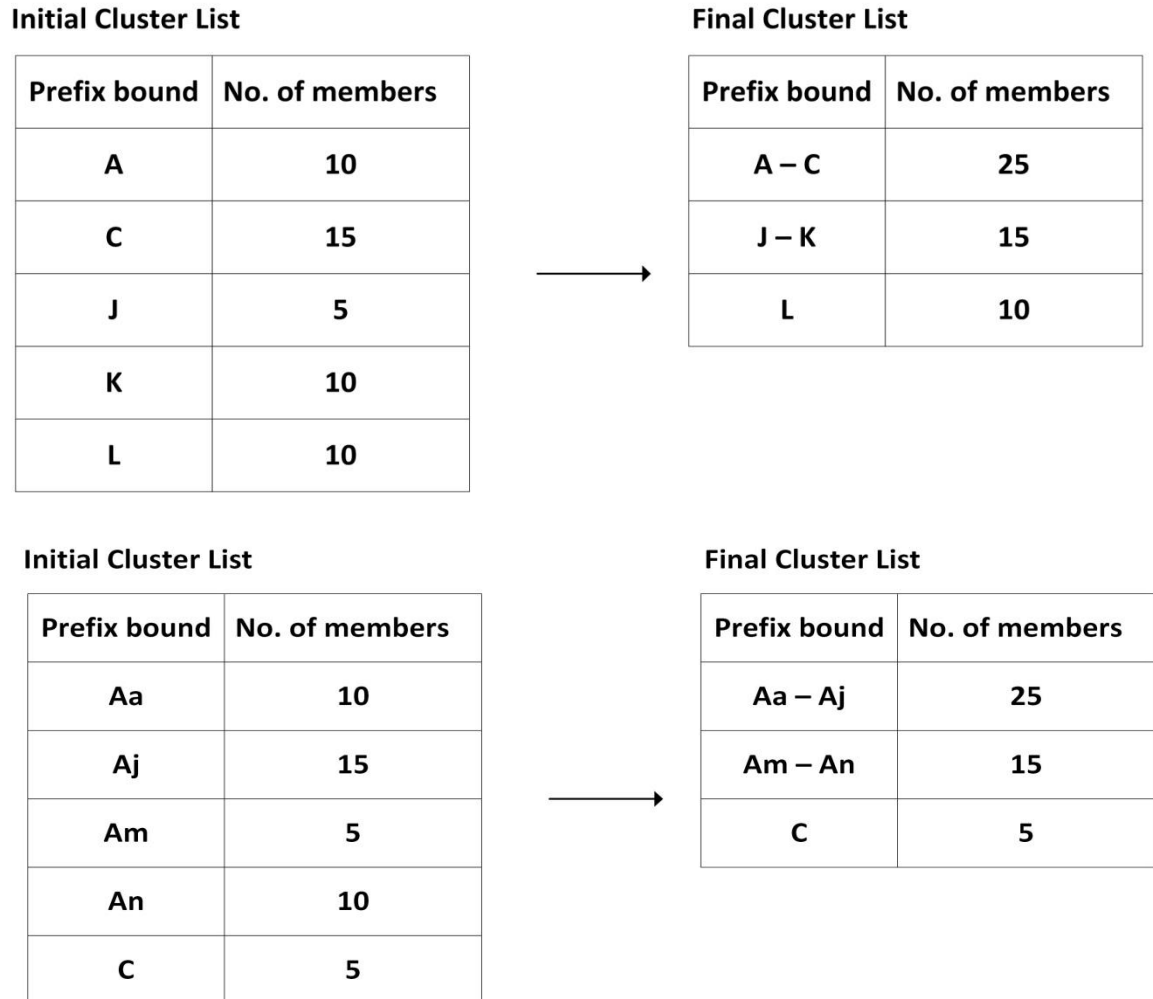 Initial Cluster List
Prefix bound No. of members
A 10
C 15
J 5
K 10
L 10
Final Cluster List
Prefix bound No. of members
A – C 25
J – K 15
L 10
Initial Cluster List
Prefix bound No. of members
Aa 10
Aj 15
Am 5
An 10
C 5
Final Cluster List
Prefix bound No. of members
Aa – Aj 25
Am – An 15
C 5